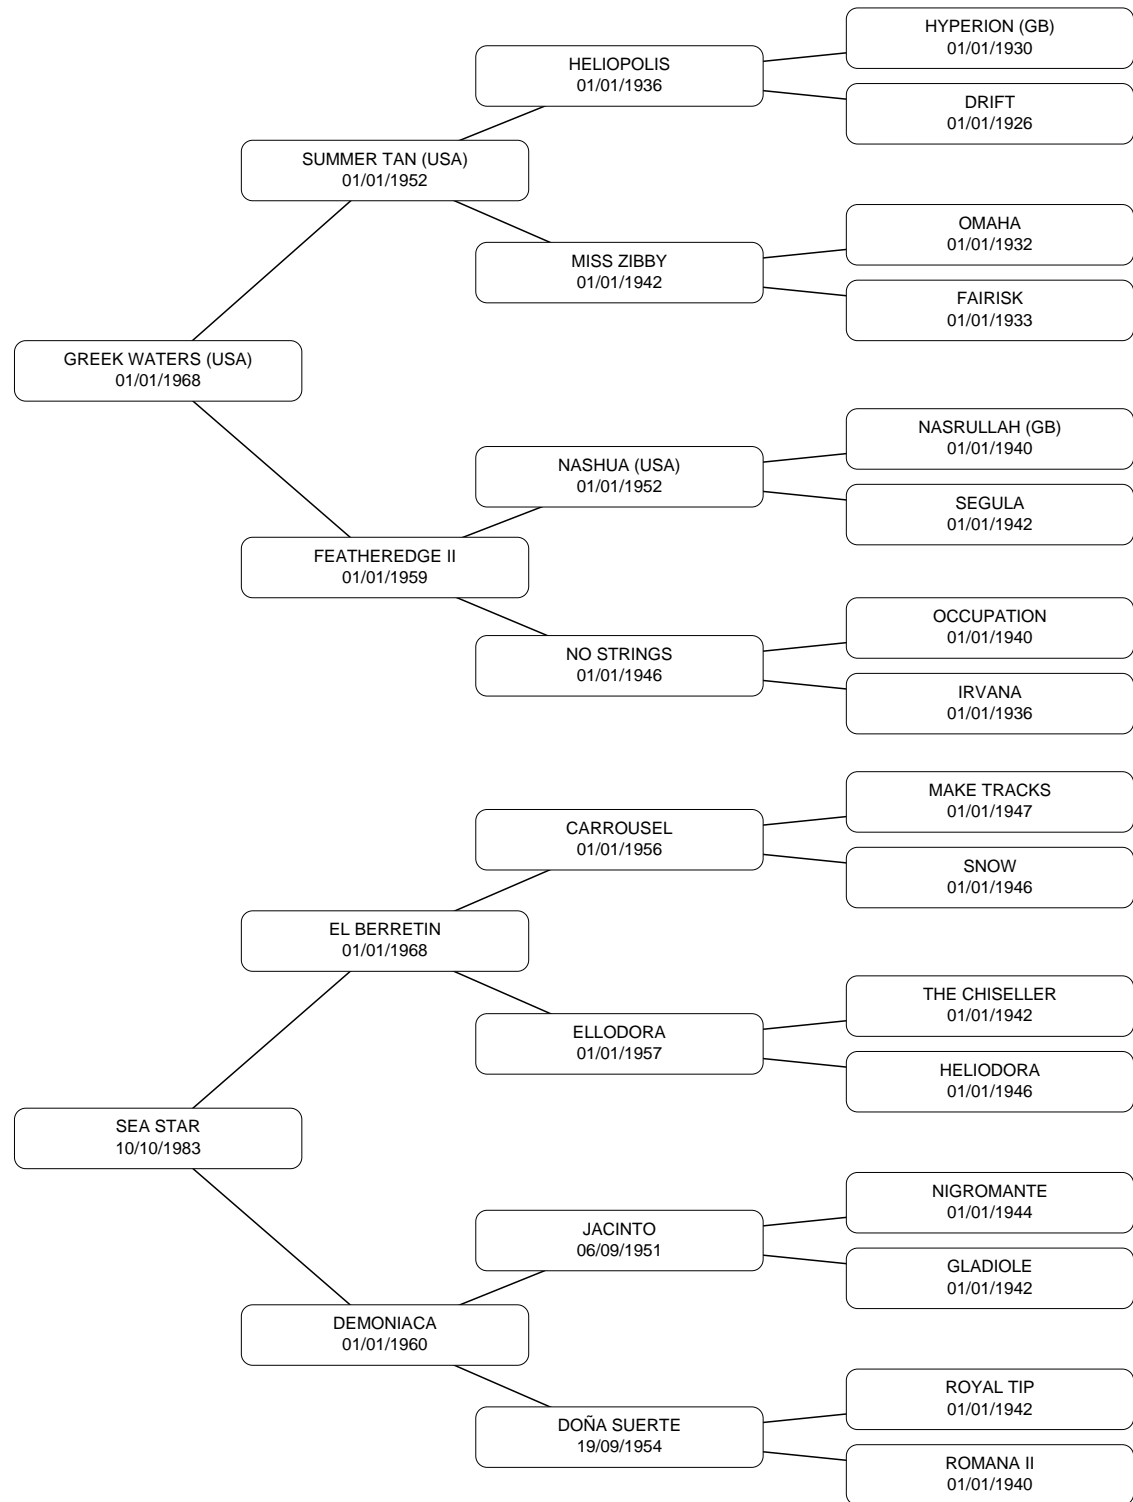 HYPERION (GB)
01/01/1930
HELIOPOLIS
01/01/1936
DRIFT
01/01/1926
SUMMER TAN (USA)
01/01/1952
OMAHA
01/01/1932
MISS ZIBBY
01/01/1942
FAIRISK
01/01/1933
GREEK WATERS (USA)
01/01/1968
NASRULLAH (GB)
01/01/1940
NASHUA (USA)
01/01/1952
SEGULA
01/01/1942
FEATHEREDGE II
01/01/1959
OCCUPATION
01/01/1940
NO STRINGS
01/01/1946
IRVANA
01/01/1936
MAKE TRACKS
01/01/1947
CARROUSEL
01/01/1956
SNOW
01/01/1946
EL BERRETIN
01/01/1968
THE CHISELLER
01/01/1942
ELLODORA
01/01/1957
HELIODORA
01/01/1946
SEA STAR
10/10/1983
NIGROMANTE
01/01/1944
JACINTO
06/09/1951
GLADIOLE
01/01/1942
DEMONIACA
01/01/1960
ROYAL TIP
01/01/1942
DOÑA SUERTE
19/09/1954
ROMANA II
01/01/1940